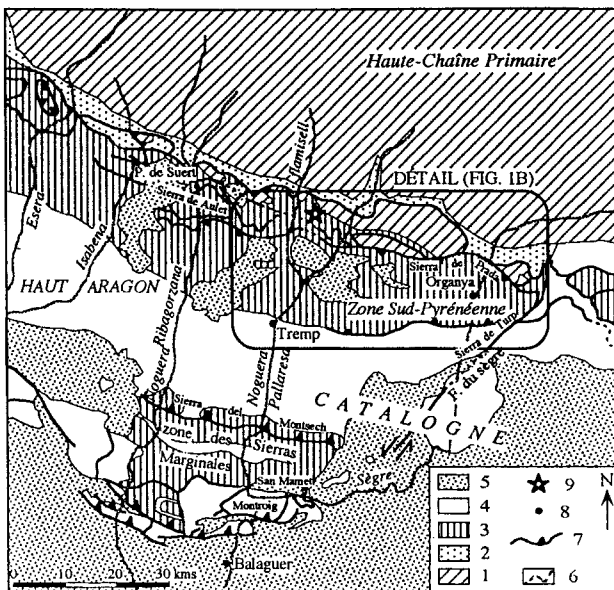 Haute-Chaîne Primaire
Flamisell
P. de Suert
DÉTAIL (FIG. 1B)
Sierra de Aulet
Esera
Isabena
Sierra de Prada
Organya
HAUT ARAGON
Zone Sud-Pyrénéenne
Noguera Ribagorzana
Tremp
Sierra de Turp
F. du sègre
Noguera
Pallaresa
CATALOGNE
Sierra del Montsech
zone des Sierras
Marginales
Sègre
San Mamet
Montroig
Balaguer
0 10 20 30 kms
5 9 N
4 8
3 7
2
1 6